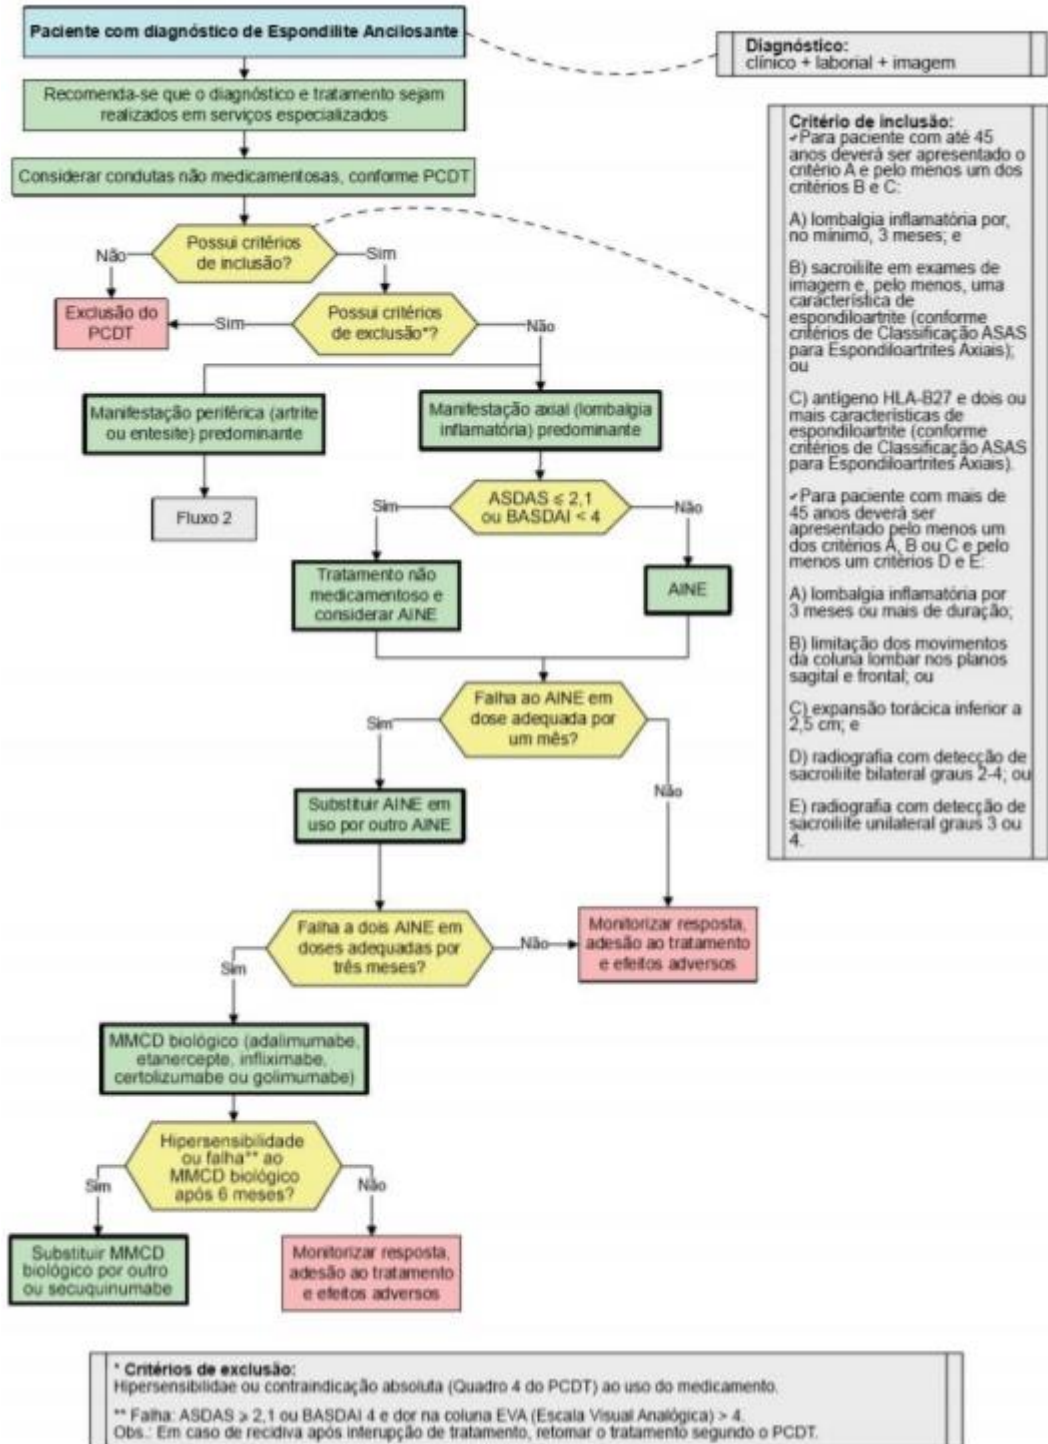 Paciente com diagnóstico de Espondilite Ancilosante
Diagnóstico:
clínico + laborial + imagem
Recomenda-se que o diagnóstico e tratamento sejam
realizados em serviços especializados
Considerar condutas não medicamentosas, conforme PCDT
Possui critérios
de inclusão?
Não
Sim
Exclusão do
PCDT
Sim
Possui critérios
de exclusão*?
Não
Manifestação periférica (artrite
ou entesite) predominante
Manifestação axial (lombalgia
inflamatória) predominante
Fluxo 2
Sim
ASDAS ≤ 2,1
ou BASDAI < 4
Não
Tratamento não
medicamentoso e
considerar AINE
AINE
Sim
Falha ao AINE em
dose adequada por
um mês?
Não
Substituir AINE em
uso por outro AINE
Falha a dois AINE em
doses adequadas por
três meses?
Sim
Não
Monitorizar resposta,
adesão ao tratamento
e efeitos adversos
MMCD biológico (adalimumabe,
etanercepte, infliximabe,
certolizumabe ou golimumabe)
Hipersensibilidade
ou falha** ao
MMCD biológico
após 6 meses?
Sim
Não
Substituir MMCD
biológico por outro
ou secuquinumabe
Monitorizar resposta,
adesão ao tratamento
e efeitos adversos
Critério de inclusão:
✓Para paciente com até 45
anos deverá ser apresentado o
critério A e pelo menos um dos
critérios B e C:
A) lombalgia inflamatória por,
no mínimo, 3 meses; e
B) sacroiliíte em exames de
imagem e, pelo menos, uma
característica de
espondiloartrite (conforme
critérios de Classificação ASAS
para Espondiloartrites Axiais);
ou
C) antígeno HLA-B27 e dois ou
mais características de
espondiloartrite (conforme
critérios de Classificação ASAS
para Espondiloartrites Axiais).
✓Para paciente com mais de
45 anos deverá ser
apresentado pelo menos um
dos critérios A, B ou C e pelo
menos um critérios D e E:
A) lombalgia inflamatória por
3 meses ou mais de duração;
B) limitação dos movimentos
da coluna lombar nos planos
sagital e frontal; ou
C) expansão torácica inferior a
2,5 cm; e
D) radiografia com detecção de
sacroiliíte bilateral graus 2-4; ou
E) radiografia com detecção de
sacroiliíte unilateral graus 3 ou
4.
* Critérios de exclusão:
Hipersensibilidae ou contraindicação absoluta (Quadro 4 do PCDT) ao uso do medicamento.
** Falha: ASDAS ≥ 2,1 ou BASDAI 4 e dor na coluna EVA (Escala Visual Analógica) > 4.
Obs.: Em caso de recidiva após interupção de tratamento, retomar o tratamento segundo o PCDT.